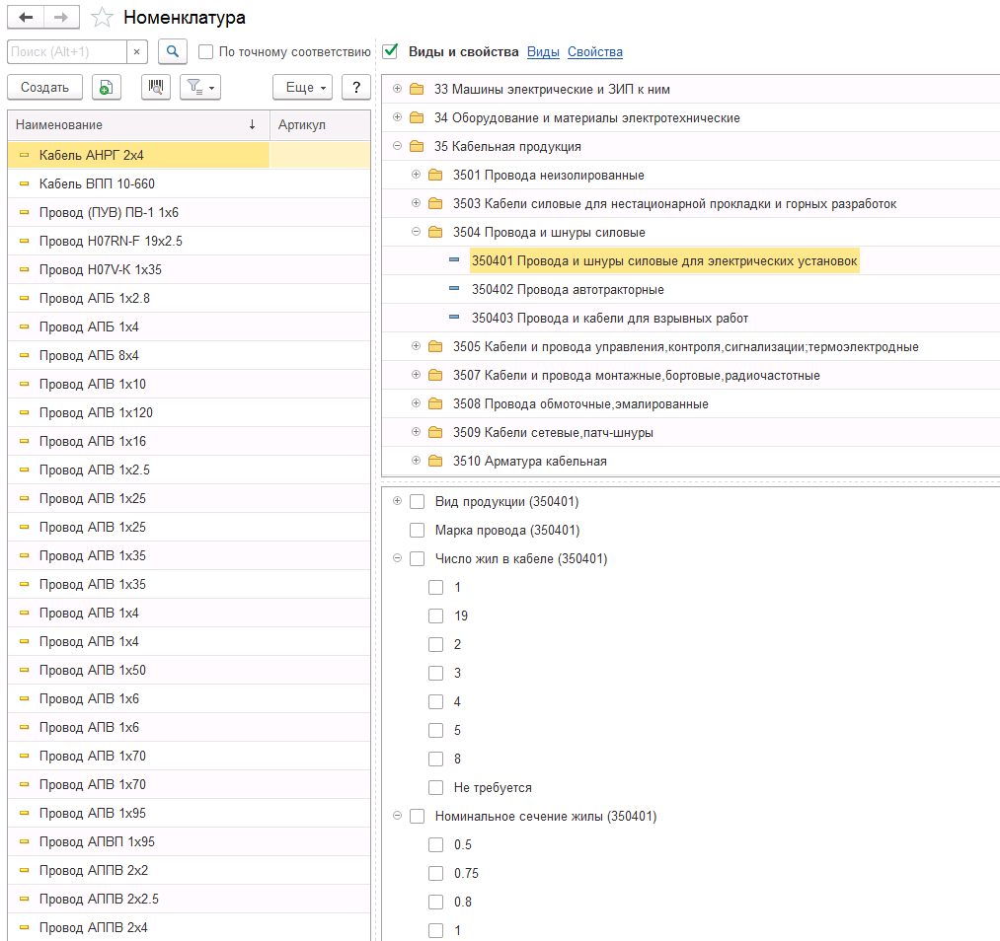 Номенклатура
Поиск (Alt+1) × По точному соответствию
Создать Еще ?
Наименование ↓ Артикул
Кабель АНРГ 2х4
Кабель ВПП 10-660
Провод (ПУВ) ПВ-1 1х6
Провод H07RN-F 19х2.5
Провод H07V-K 1х35
Провод АПБ 1х2.8
Провод АПБ 1х4
Провод АПБ 8х4
Провод АПВ 1х10
Провод АПВ 1х120
Провод АПВ 1х16
Провод АПВ 1х2.5
Провод АПВ 1х25
Провод АПВ 1х25
Провод АПВ 1х35
Провод АПВ 1х35
Провод АПВ 1х4
Провод АПВ 1х4
Провод АПВ 1х50
Провод АПВ 1х6
Провод АПВ 1х6
Провод АПВ 1х70
Провод АПВ 1х70
Провод АПВ 1х95
Провод АПВП 1х95
Провод АППВ 2х2
Провод АППВ 2х2.5
Провод АППВ 2х4
Виды и свойства Виды Свойства
33 Машины электрические и ЗИП к ним
34 Оборудование и материалы электротехнические
35 Кабельная продукция
3501 Провода неизолированные
3503 Кабели силовые для нестационарной прокладки и горных разработок
3504 Провода и шнуры силовые
350401 Провода и шнуры силовые для электрических установок
350402 Провода автотракторные
350403 Провода и кабели для взрывных работ
3505 Кабели и провода управления,контроля,сигнализации;термоэлектродные
3507 Кабели и провода монтажные,бортовые,радиочастотные
3508 Провода обмоточные,эмалированные
3509 Кабели сетевые,патч-шнуры
3510 Арматура кабельная
Вид продукции (350401)
Марка провода (350401)
Число жил в кабеле (350401)
1
19
2
3
4
5
8
Не требуется
Номинальное сечение жилы (350401)
0.5
0.75
0.8
1